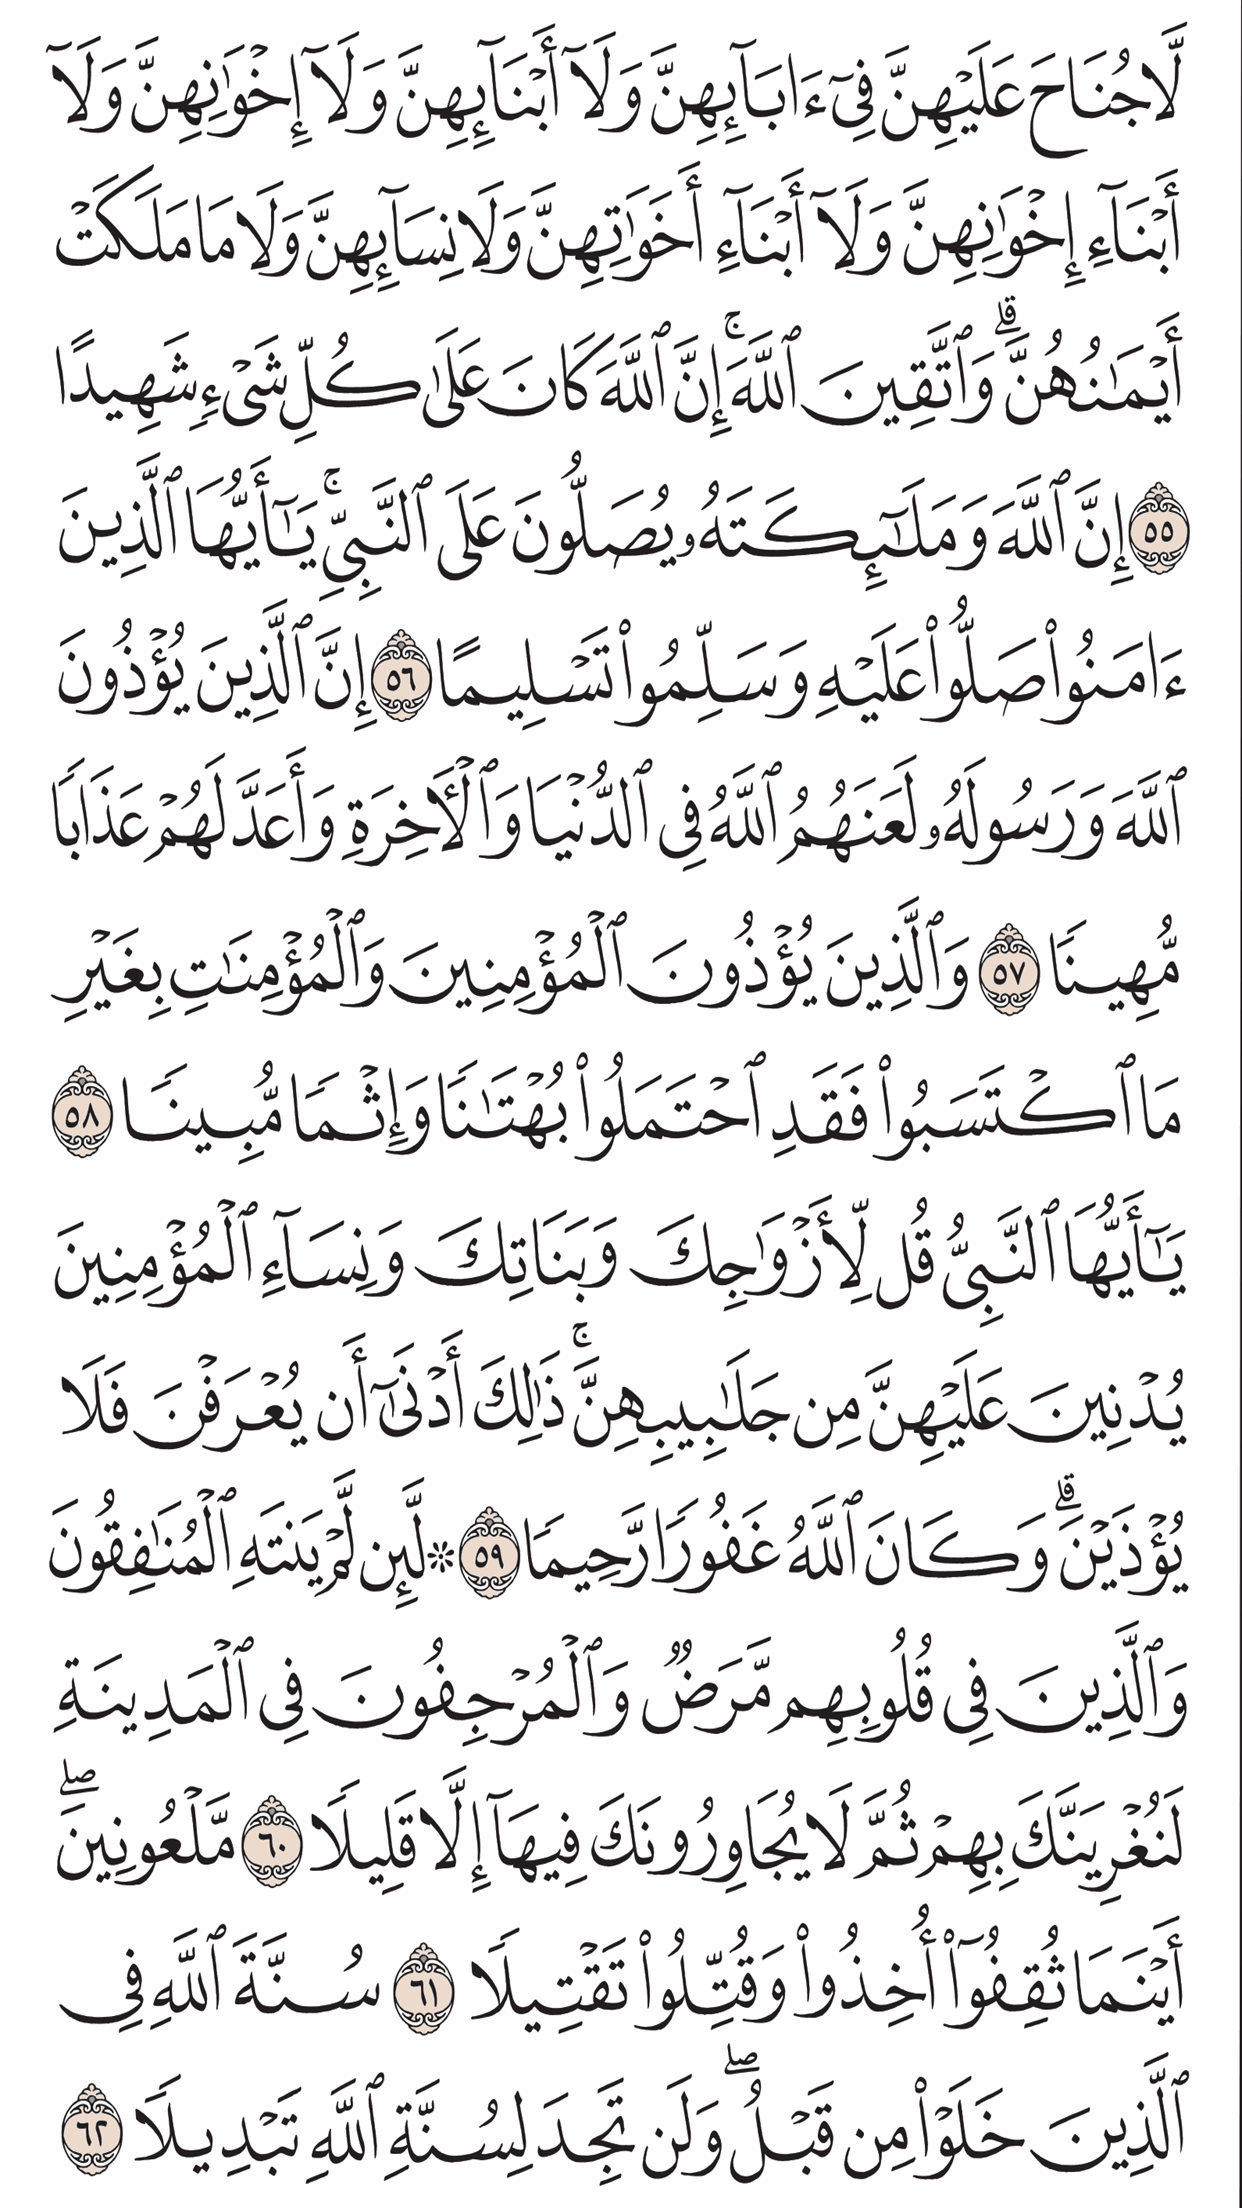 لَّا جُنَاحَ عَلَيْهِنَّ فِىٓ ءَابَآئِهِنَّ وَلَآ أَبْنَآئِهِنَّ وَلَآ إِخْوَٰنِهِنَّ وَلَآ
أَبْنَآءِ إِخْوَٰنِهِنَّ وَلَآ أَبْنَآءِ أَخَوَٰتِهِنَّ وَلَا نِسَآئِهِنَّ وَلَا مَا مَلَكَتْ
أَيْمَـٰنُهُنَّ ۗ وَٱتَّقِينَ ٱللَّهَ ۚ إِنَّ ٱللَّهَ كَانَ عَلَىٰ كُلِّ شَىْءٍ شَهِيدًا
٥٥ إِنَّ ٱللَّهَ وَمَلَـٰٓئِكَتَهُۥ يُصَلُّونَ عَلَى ٱلنَّبِىِّ ۚ يَـٰٓأَيُّهَا ٱلَّذِينَ
ءَامَنُوا۟ صَلُّوا۟ عَلَيْهِ وَسَلِّمُوا۟ تَسْلِيمًا ٥٦ إِنَّ ٱلَّذِينَ يُؤْذُونَ
ٱللَّهَ وَرَسُولَهُۥ لَعَنَهُمُ ٱللَّهُ فِى ٱلدُّنْيَا وَٱلْـَٔاخِرَةِ وَأَعَدَّ لَهُمْ عَذَابًا
مُّهِينًا ٥٧ وَٱلَّذِينَ يُؤْذُونَ ٱلْمُؤْمِنِينَ وَٱلْمُؤْمِنَـٰتِ بِغَيْرِ
مَا ٱكْتَسَبُوا۟ فَقَدِ ٱحْتَمَلُوا۟ بُهْتَـٰنًا وَإِثْمًا مُّبِينًا ٥٨
يَـٰٓأَيُّهَا ٱلنَّبِىُّ قُل لِّأَزْوَٰجِكَ وَبَنَاتِكَ وَنِسَآءِ ٱلْمُؤْمِنِينَ
يُدْنِينَ عَلَيْهِنَّ مِن جَلَـٰبِيبِهِنَّ ۚ ذَٰلِكَ أَدْنَىٰٓ أَن يُعْرَفْنَ فَلَا
يُؤْذَيْنَ ۗ وَكَانَ ٱللَّهُ غَفُورًا رَّحِيمًا ٥٩ ۞ لَّئِن لَّمْ يَنتَهِ ٱلْمُنَـٰفِقُونَ
وَٱلَّذِينَ فِى قُلُوبِهِم مَّرَضٌ وَٱلْمُرْجِفُونَ فِى ٱلْمَدِينَةِ
لَنُغْرِيَنَّكَ بِهِمْ ثُمَّ لَا يُجَاوِرُونَكَ فِيهَآ إِلَّا قَلِيلًا ٦٠ مَّلْعُونِينَ ۖ
أَيْنَمَا ثُقِفُوٓا۟ أُخِذُوا۟ وَقُتِّلُوا۟ تَقْتِيلًا ٦١ سُنَّةَ ٱللَّهِ فِى
ٱلَّذِينَ خَلَوْا۟ مِن قَبْلُ ۖ وَلَن تَجِدَ لِسُنَّةِ ٱللَّهِ تَبْدِيلًا ٦٢